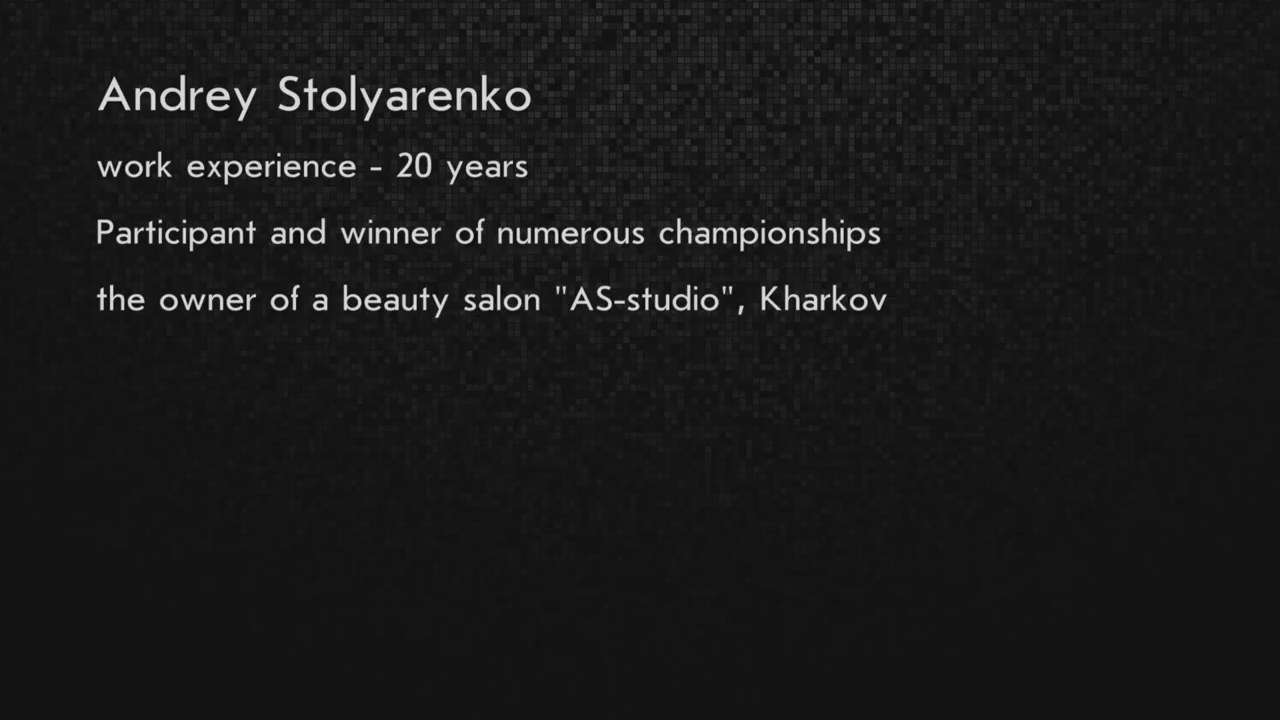 Andrey Stolyarenko
work experience - 20 years
Participant and winner of numerous championships
the owner of a beauty salon "AS-studio", Kharkov